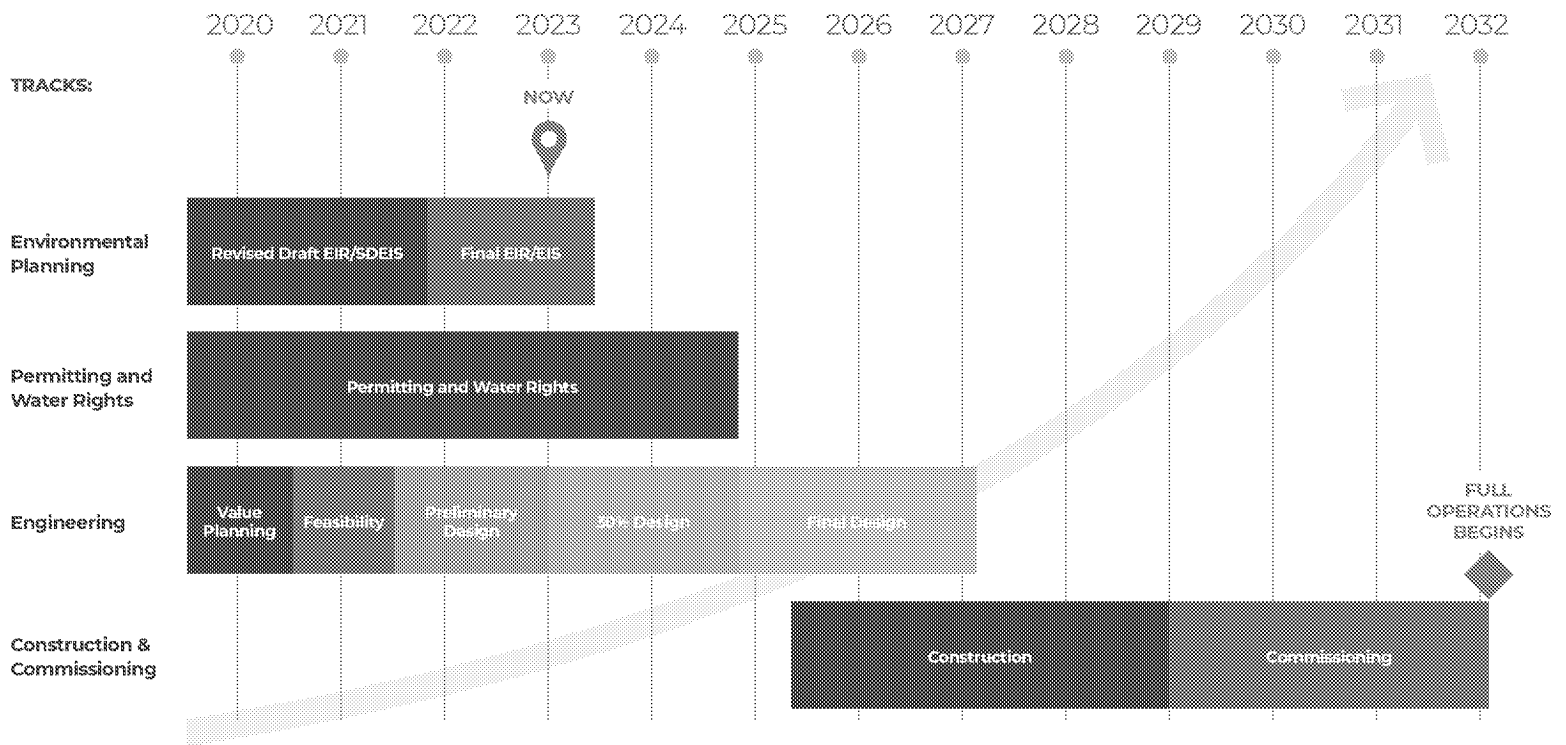 2020 2021 2022 2023 2024 2025 2026 2027 2028 2029 2030 2031 2032
TRACKS:
NOW
Environmental
Planning
Revised Draft EIR/SDEIS
Final EIR/EIS
Permitting and
Water Rights
Permitting and Water Rights
Engineering
Value
Planning
Feasibility
Preliminary
Design
30% Design
Final Design
FULL
OPERATIONS
BEGINS
Construction &
Commissioning
Construction
Commissioning